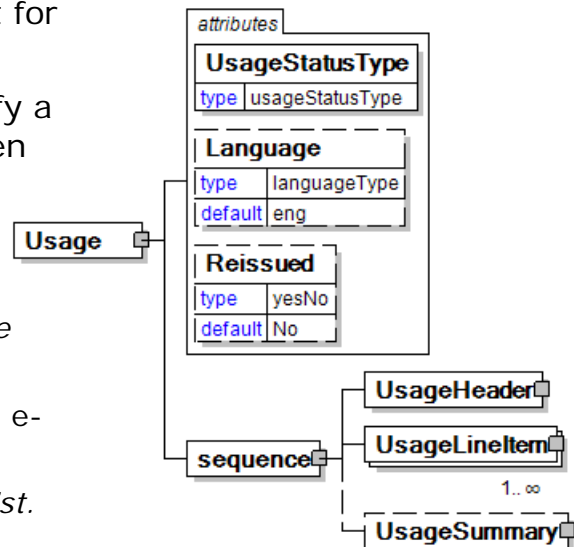 t for
fy a
en
e
e-
ist.
attributes
UsageStatusType
type usageStatusType
Language
type languageType
default eng
Reissued
type yesNo
default No
Usage
sequence
UsageHeader
UsageLineItem
1.. ∞
UsageSummary